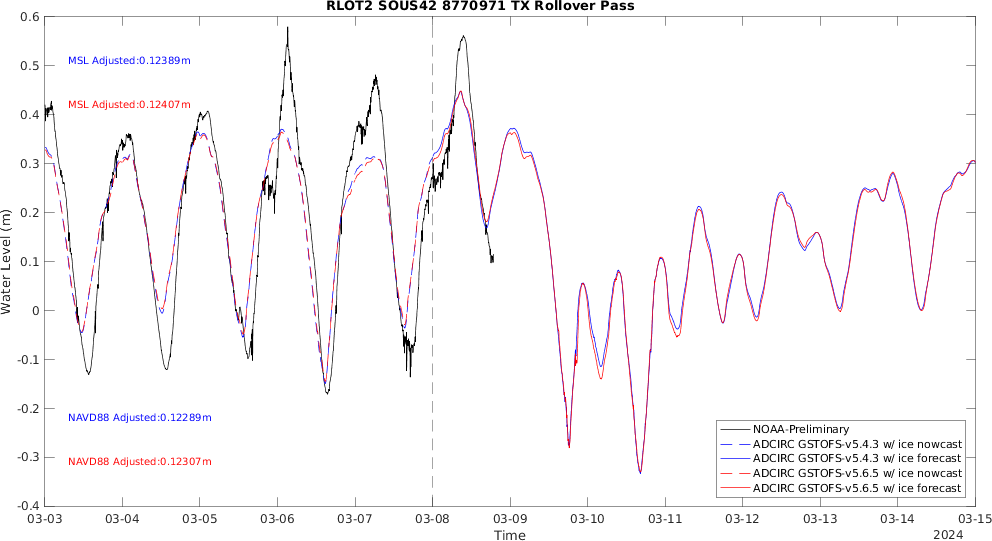 RLOT2 SOUS42 8770971 TX Rollover Pass
0.6
0.5
0.4
0.3
0.2
0.1
0
-0.1
-0.2
-0.3
-0.4
Water Level (m)
MSL Adjusted:0.12389m
MSL Adjusted:0.12407m
NAVD88 Adjusted:0.12289m
NAVD88 Adjusted:0.12307m
NOAA-Preliminary
ADCIRC GSTOFS-v5.4.3 w/ ice nowcast
ADCIRC GSTOFS-v5.4.3 w/ ice forecast
ADCIRC GSTOFS-v5.6.5 w/ ice nowcast
ADCIRC GSTOFS-v5.6.5 w/ ice forecast
03-03 03-04 03-05 03-06 03-07 03-08 03-09 03-10 03-11 03-12 03-13 03-14 03-15
Time
2024